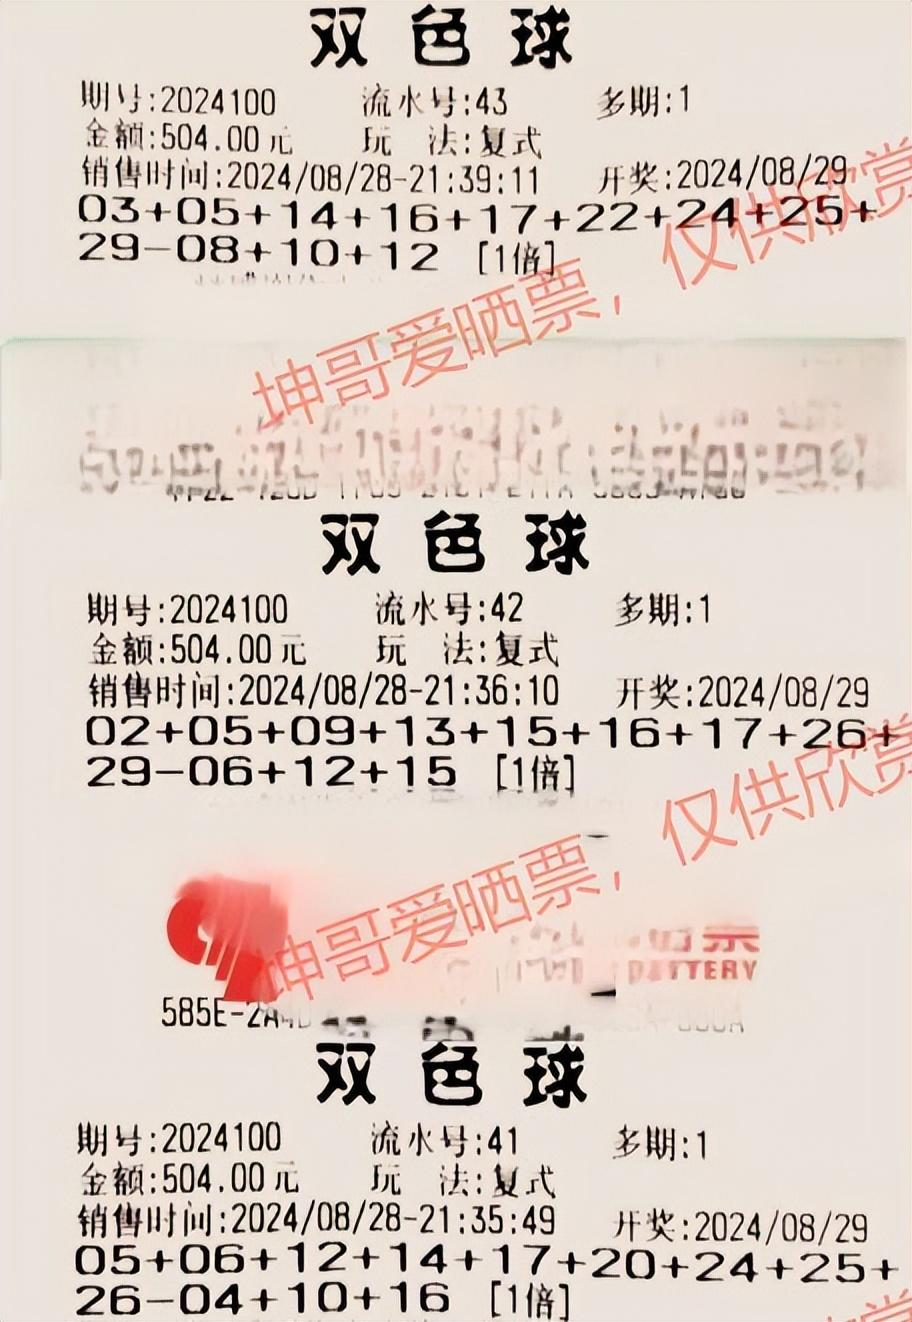 双色球
期号:2024100 流水号:43 多期:1
金额:504.00元 玩 法:复式
销售时间:2024/08/28-21:39:11 开奖:2024/08/29
03+05+14+16+17+22+24+25+
29-08+10+12 [1倍]
坤哥爱晒票，仅供欣赏
双色球
期号:2024100 流水号:42 多期:1
金额:504.00元 玩 法:复式
销售时间:2024/08/28-21:36:10 开奖:2024/08/29
02+05+09+13+15+16+17+26+
29-06+12+15 [1倍]
坤哥爱晒票，仅供欣赏
585E-2A
双色球
期号:2024100 流水号:41 多期:1
金额:504.00元 玩 法:复式
销售时间:2024/08/28-21:35:49 开奖:2024/08/29
05+06+12+14+17+20+24+25+
26-04+10+16 [1倍]